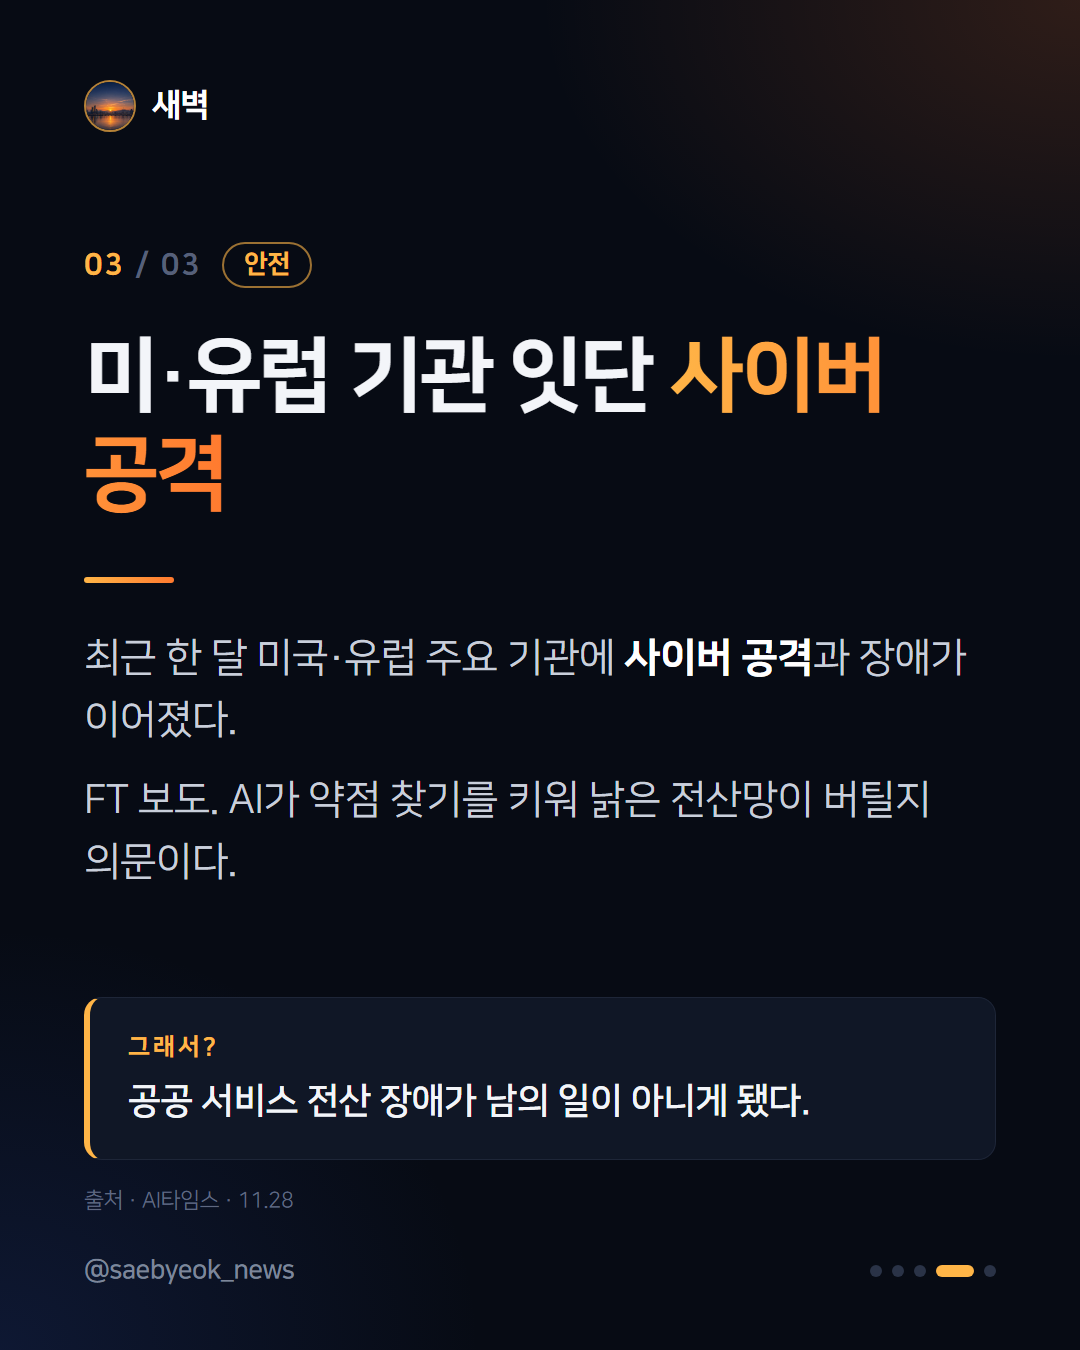 새벽
03 / 03 안전
미·유럽 기관 잇단 사이버
공격
최근 한 달 미국·유럽 주요 기관에 사이버 공격과 장애가
이어졌다.
FT 보도. AI가 약점 찾기를 키워 낡은 전산망이 버틸지
의문이다.
그래서?
공공 서비스 전산 장애가 남의 일이 아니게 됐다.
출처 · AI타임스 · 11.28
@saebyeok_news